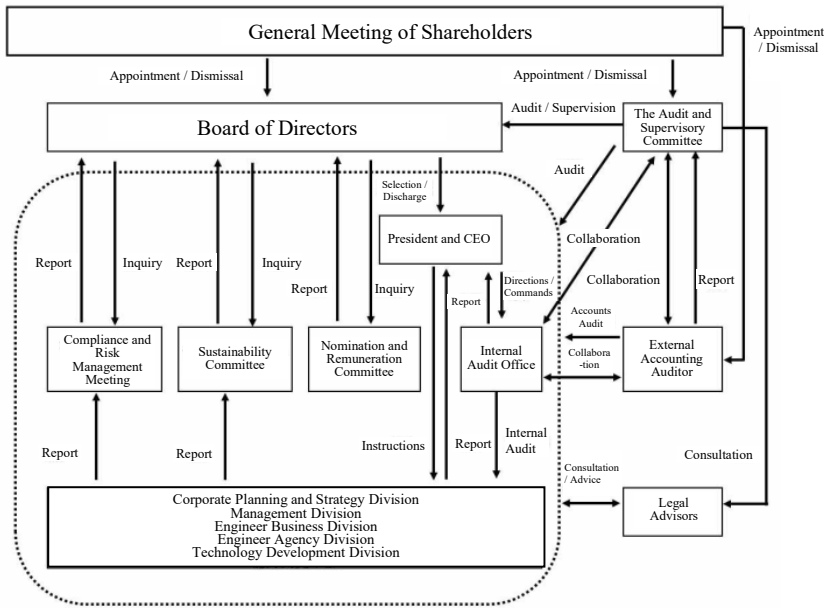 General Meeting of Shareholders
Appointment
/ Dismissal
Appointment / Dismissal
Appointment / Dismissal
Board of Directors
Audit / Supervision
The Audit and
Supervisory
Committee
Audit
Selection /
Discharge
President and CEO
Collaboration
Report
Inquiry
Report
Inquiry
Report
Inquiry
Report
Directions /
Commands
Collaboration
Report
Accounts
Audit
Compliance and
Risk
Management
Meeting
Sustainability
Committee
Nomination and
Remuneration
Committee
Internal
Audit Office
Collabora
-tion
External
Accounting
Auditor
Report
Report
Instructions
Report
Internal
Audit
Consultation
Consultation
/ Advice
Legal
Advisors
Corporate Planning and Strategy Division
Management Division
Engineer Business Division
Engineer Agency Division
Technology Development Division